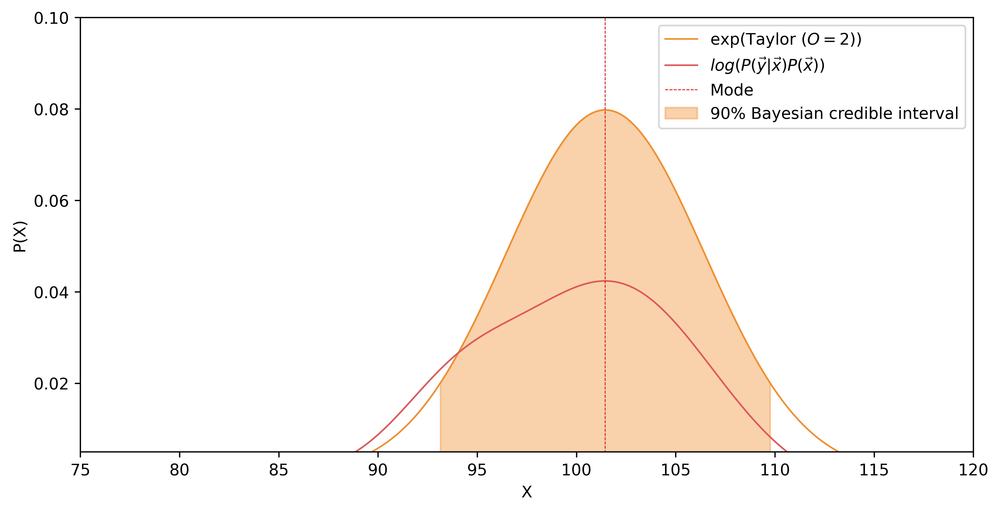 exp(Taylor (O = 2))
log(P(y⃗|x⃗)P(x⃗))
Mode
90% Bayesian credible interval
0.10
0.08
0.06
0.04
0.02
P(X)
75 80 85 90 95 100 105 110 115 120
X